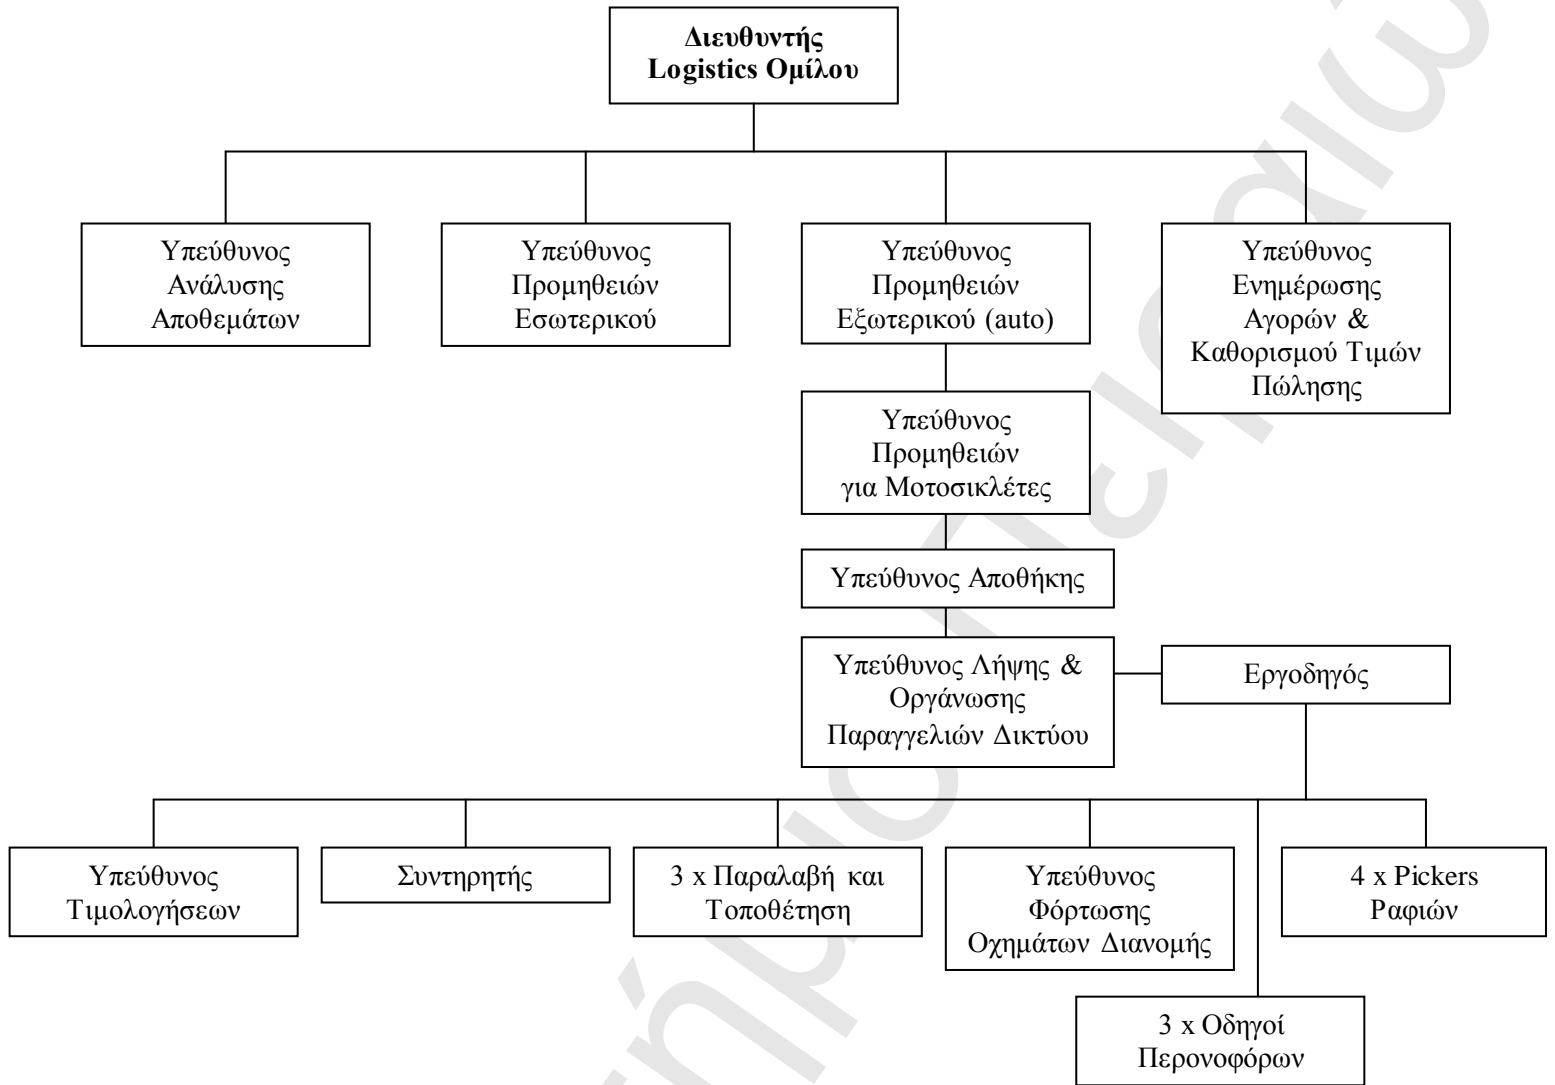 Διευθυντής
Logistics Ομίλου
Υπεύθυνος
Ανάλυσης
Αποθεμάτων
Υπεύθυνος
Προμηθειών
Εσωτερικού
Υπεύθυνος
Προμηθειών
Εξωτερικού (auto)
Υπεύθυνος
Ενημέρωσης
Αγορών &
Καθορισμού Τιμών
Πώλησης
Υπεύθυνος
Προμηθειών
για Μοτοσικλέτες
Υπεύθυνος Αποθήκης
Υπεύθυνος Λήψης &
Οργάνωσης
Παραγγελιών Δικτύου
Εργοδηγός
Υπεύθυνος
Τιμολογήσεων
Συντηρητής
3 x Παραλαβή και
Τοποθέτηση
Υπεύθυνος
Φόρτωσης
Οχημάτων Διανομής
4 x Pickers
Ραφιών
3 x Οδηγοί
Περονοφόρων